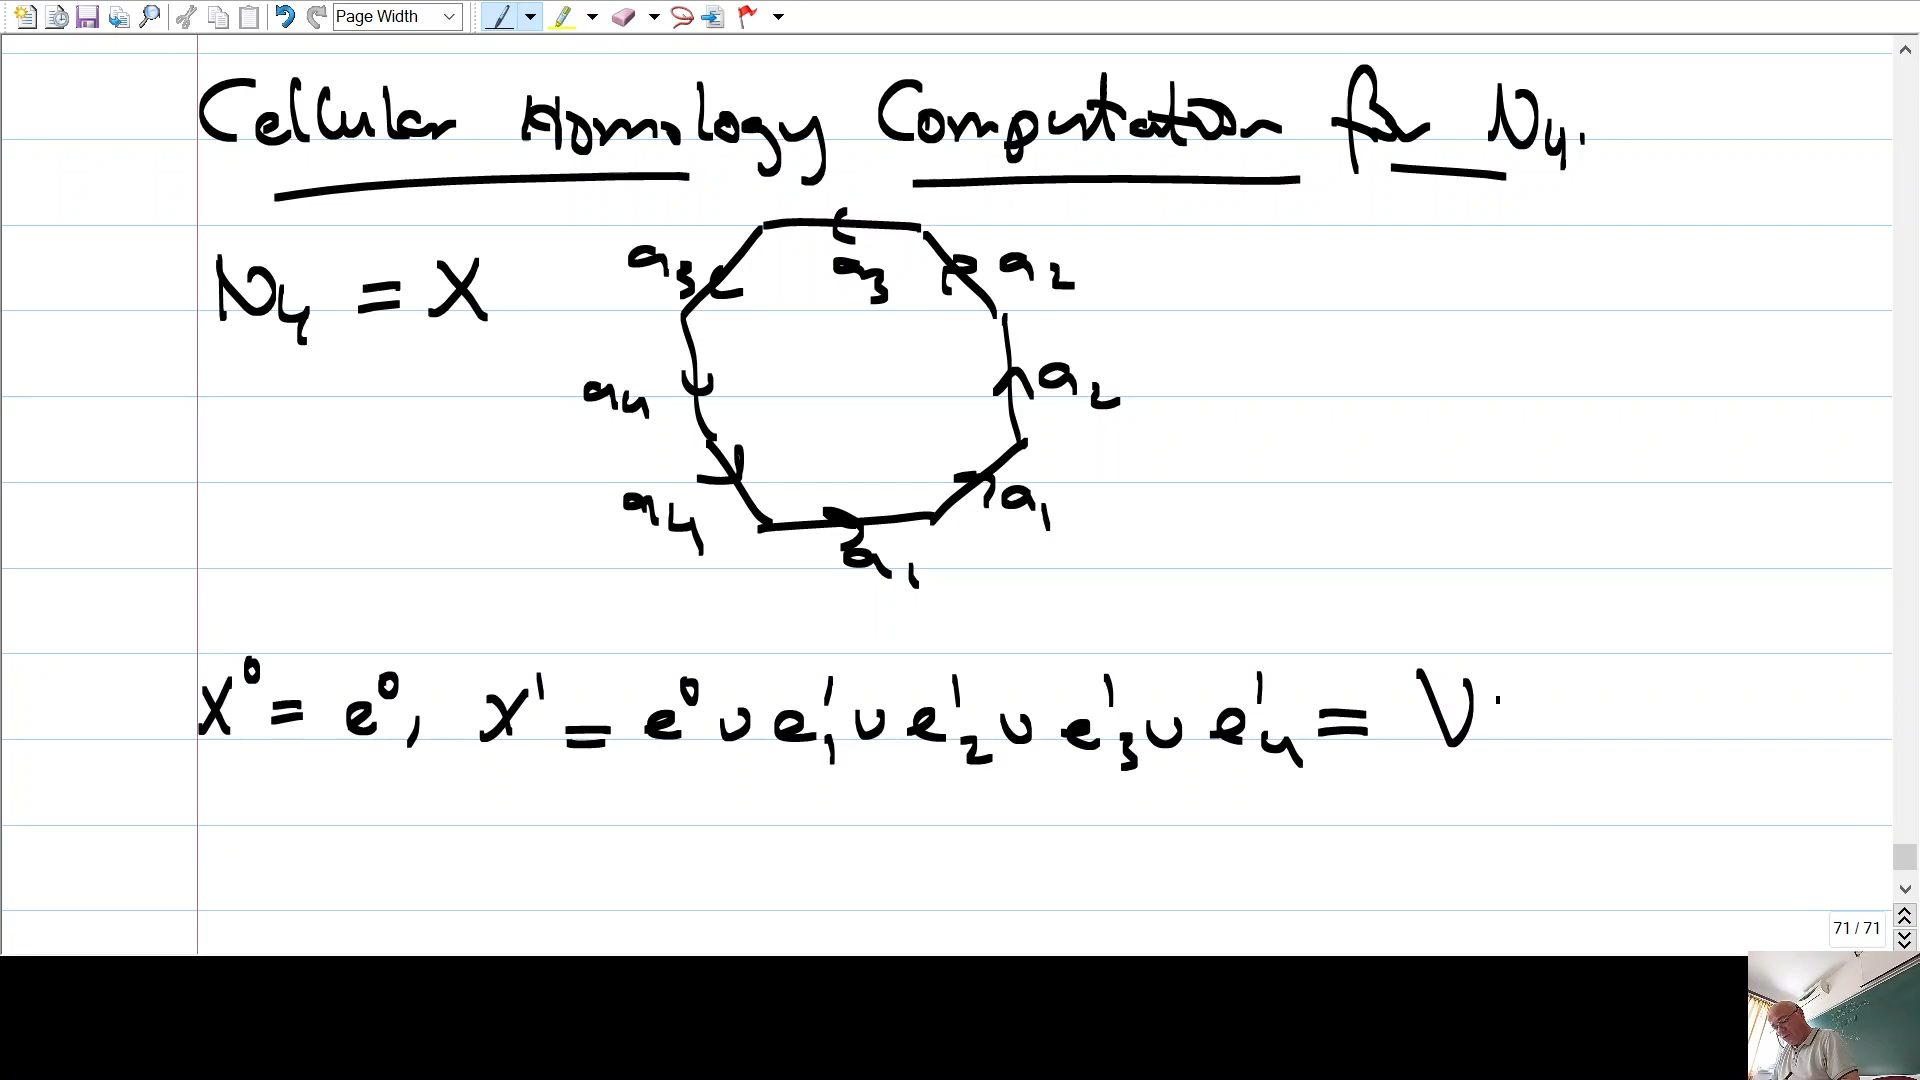 Page Width
Cellular Homology Computation for N₄.
N₄ = X
a₃ a₃ a₂
a₄ a₂
a₄ a₁
a₁
X⁰ = e⁰, X¹ = e⁰ ∪ e¹₁ ∪ e¹₂ ∪ e¹₃ ∪ e¹₄ = V
71 / 71